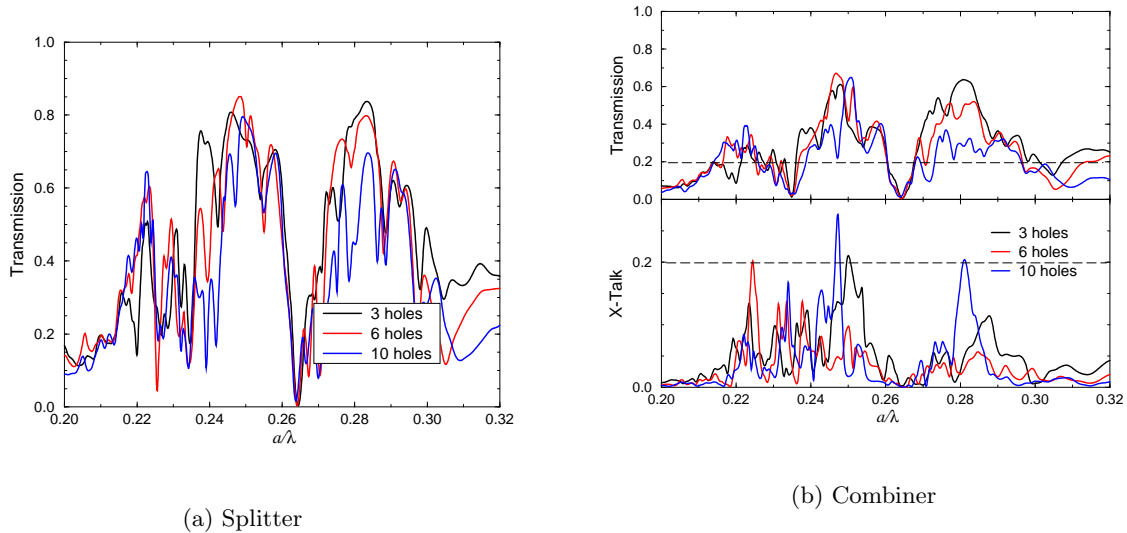 1.0
0.8
0.6
0.4
0.2
0.0
Transmission
0.20
0.22
0.24
0.26
0.28
0.30
0.32
a/λ
3 holes
6 holes
10 holes
(a) Splitter
1.0
0.8
0.6
0.4
0.2
0.0
Transmission
0.2
0.0
X-Talk
3 holes
6 holes
10 holes
0.20
0.22
0.24
0.26
0.28
0.30
0.32
a/λ
(b) Combiner